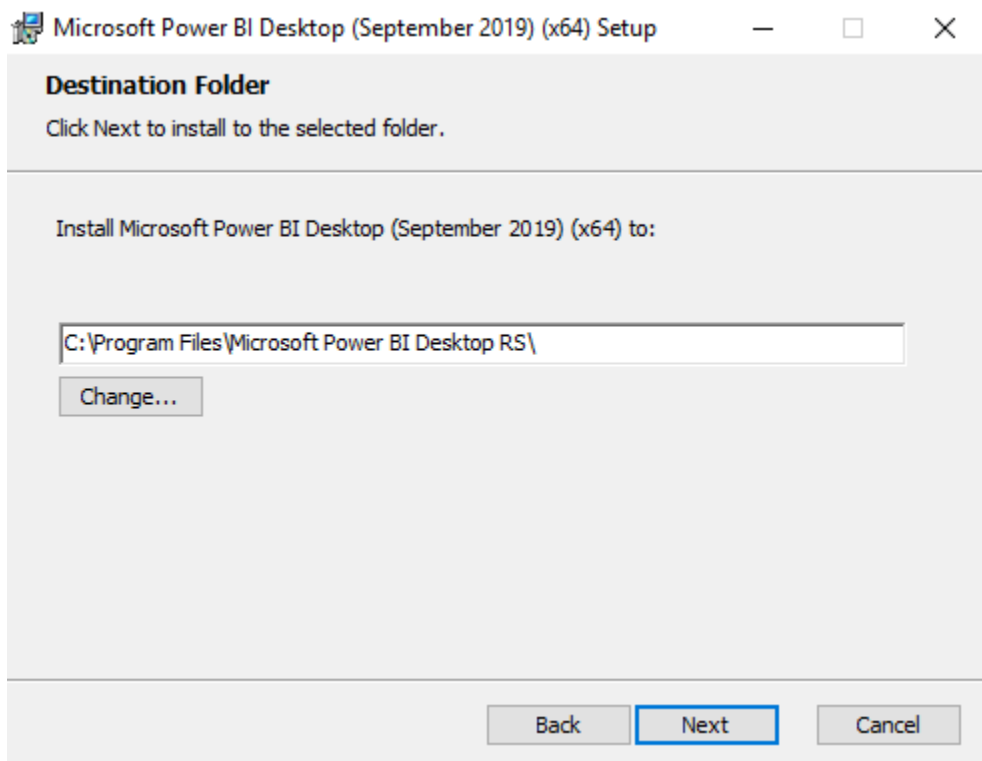 Microsoft Power BI Desktop (September 2019) (x64) Setup
Destination Folder
Click Next to install to the selected folder.
Install Microsoft Power BI Desktop (September 2019) (x64) to:
C:\Program Files\Microsoft Power BI Desktop RS\
Change...
Back Next Cancel